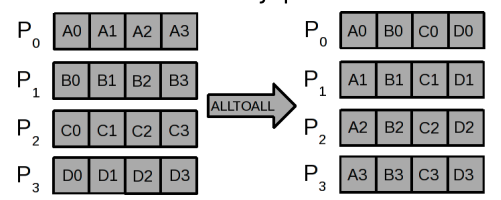 P0 A0 A1 A2 A3
P1 B0 B1 B2 B3
P2 C0 C1 C2 C3
P3 D0 D1 D2 D3
ALLTOALL
P0 A0 B0 C0 D0
P1 A1 B1 C1 D1
P2 A2 B2 C2 D2
P3 A3 B3 C3 D3